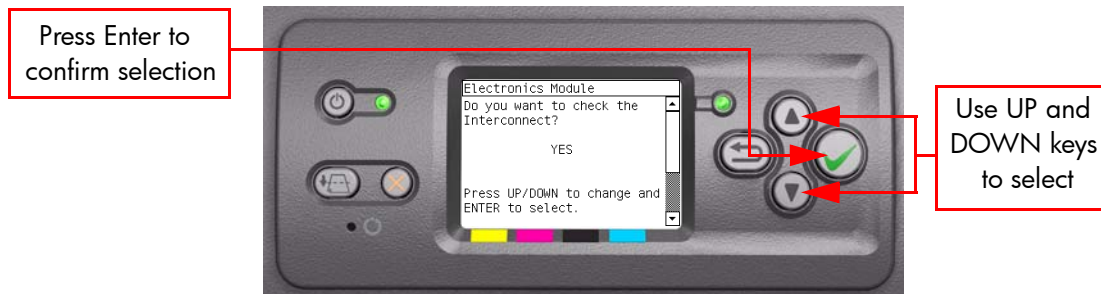 Press Enter to
confirm selection
Electronics Module
Do you want to check the
Interconnect?
YES
Press UP/DOWN to change and
ENTER to select.
Use UP and
DOWN keys
to select